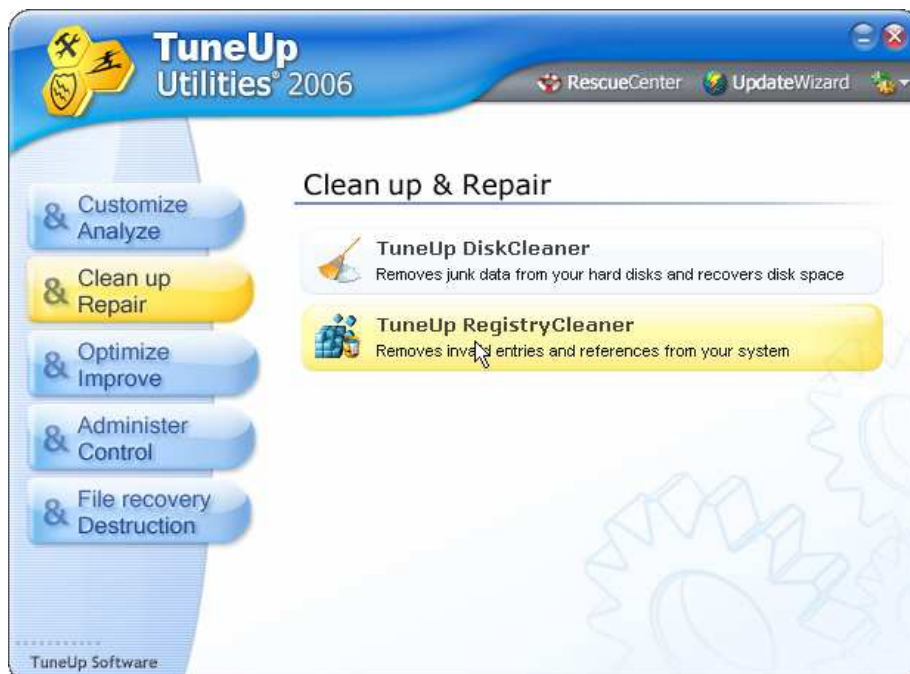 TuneUp
Utilities® 2006
RescueCenter
UpdateWizard
& Customize
Analyze
& Clean up
Repair
& Optimize
Improve
& Administer
Control
& File recovery
Destruction
Clean up & Repair
TuneUp DiskCleaner
Removes junk data from your hard disks and recovers disk space
TuneUp RegistryCleaner
Removes invalid entries and references from your system
TuneUp Software